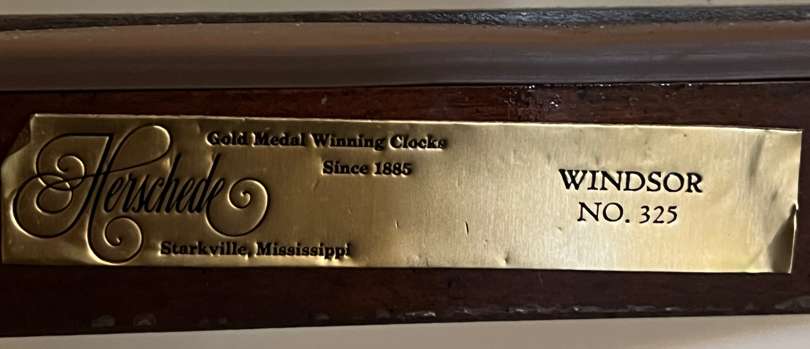 Gold Medal Winning Clocks
Since 1885
Herschede
Starkville, Mississippi
WINDSOR
NO. 325